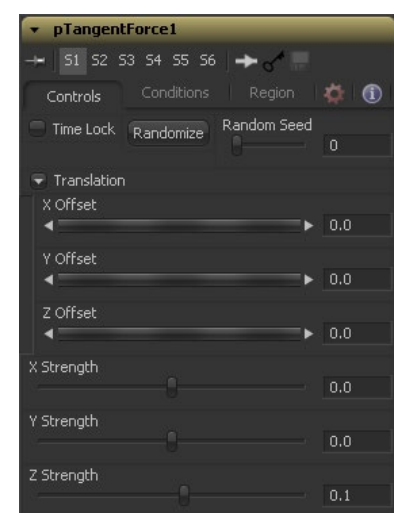 pTangentForce1
S1 S2 S3 S4 S5 S6
Controls Conditions Region
Time Lock Randomize Random Seed 0
Translation
X Offset
0.0
Y Offset
0.0
Z Offset
0.0
X Strength
0.0
Y Strength
0.0
Z Strength
0.1